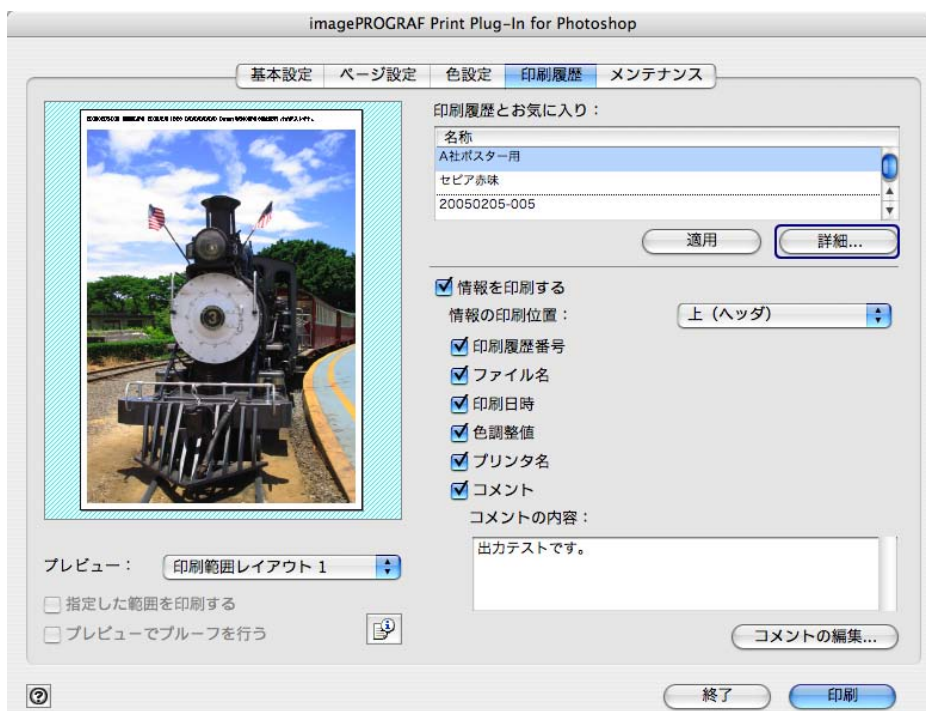 imagePROGRAF Print Plug-In for Photoshop
基本設定 ページ設定 色設定 印刷履歴 メンテナンス
印刷履歴とお気に入り：
名称
A社ポスター用
セピア赤味
20050205-005
適用 詳細...
情報を印刷する
情報の印刷位置： 上（ヘッダ）
印刷履歴番号
ファイル名
印刷日時
色調整値
プリンタ名
コメント
コメントの内容：
出力テストです。
コメントの編集...
3
プレビュー： 印刷範囲レイアウト 1
指定した範囲を印刷する
プレビューでプルーフを行う
終了 印刷